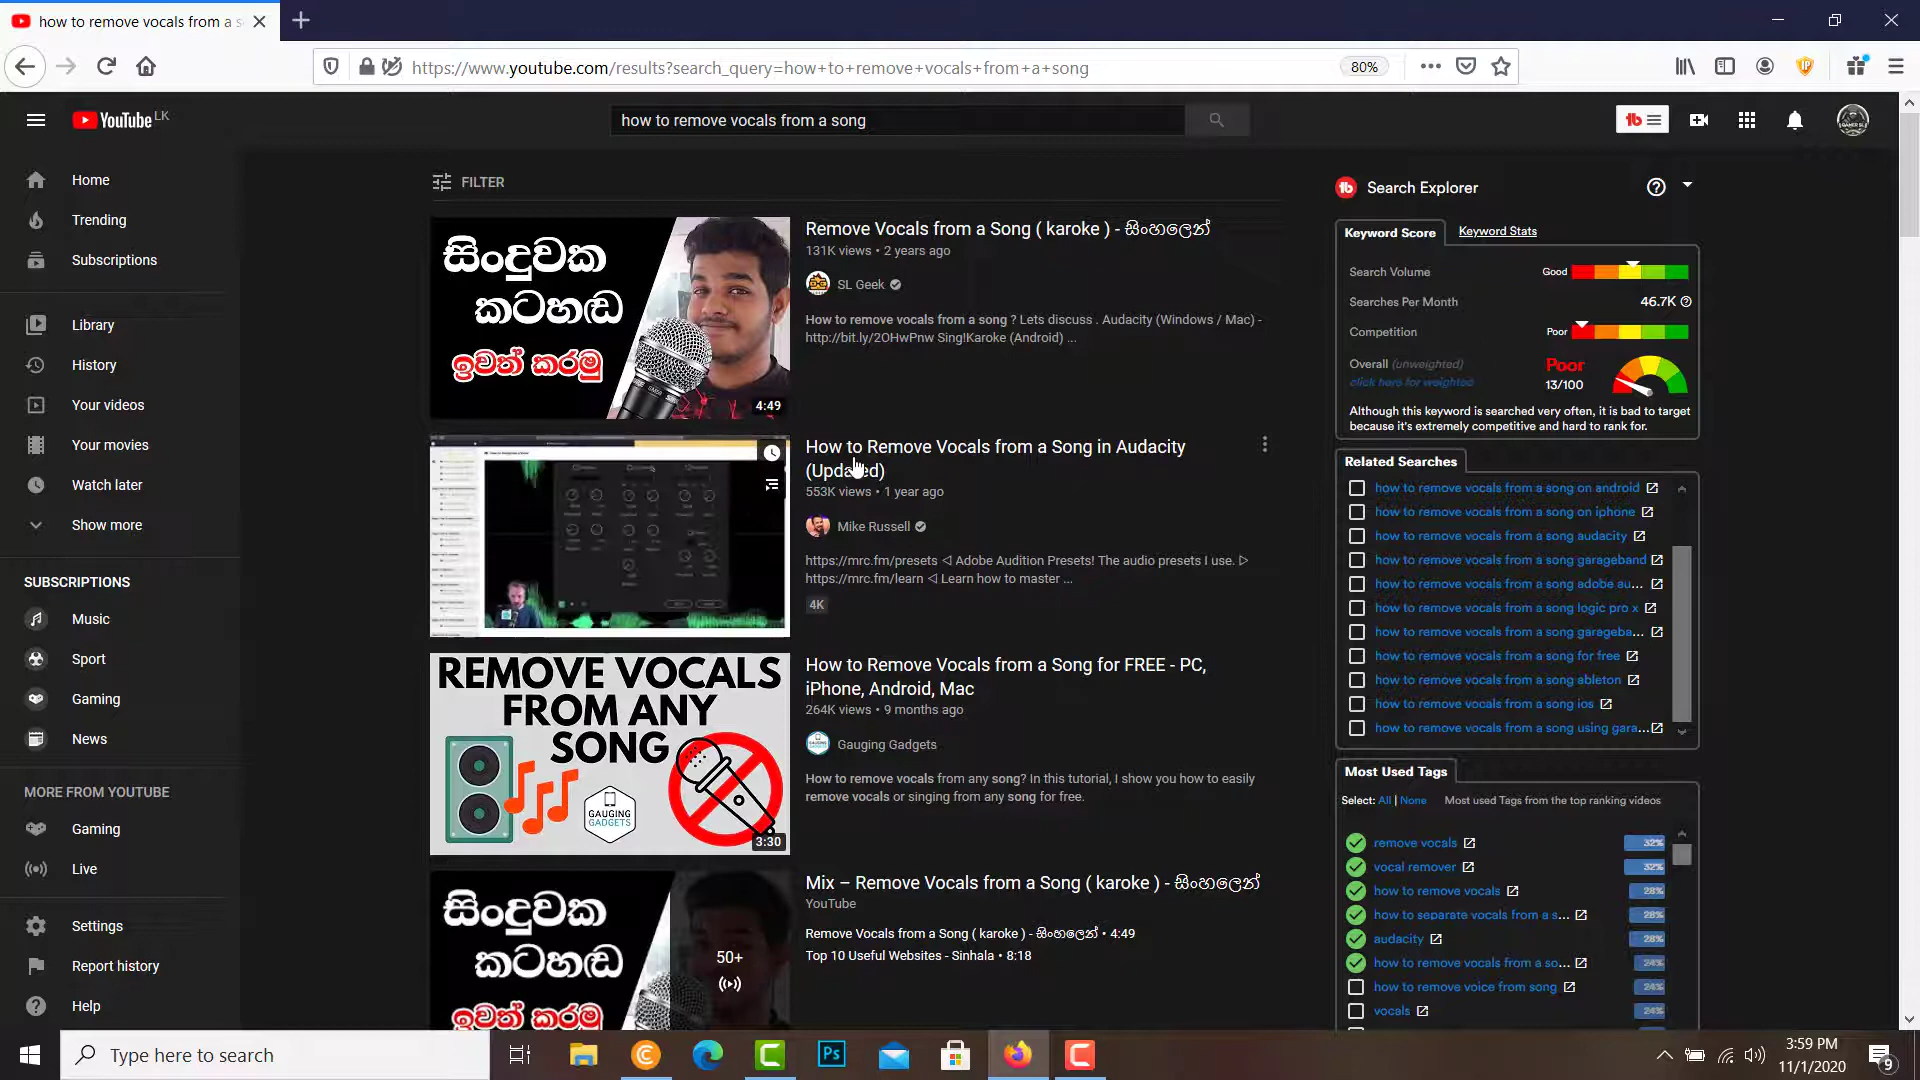 how to remove vocals from a s
https://www.youtube.com/results?search_query=how+to+remove+vocals+from+a+song
80%
YouTube LK
how to remove vocals from a song
Home
Trending
Subscriptions
Library
History
Your videos
Your movies
Watch later
Show more
SUBSCRIPTIONS
Music
Sport
Gaming
News
MORE FROM YOUTUBE
Gaming
Live
Settings
Report history
Help
FILTER
සිංදුවක
කටහඬ
ඉවත් කරමු
4:49
Remove Vocals from a Song ( karoke ) - සිංහලෙන්
131K views • 2 years ago
SL Geek
How to remove vocals from a song ? Lets discuss . Audacity (Windows / Mac) -
http://bit.ly/2OHwPnw Sing!Karoke (Android) ...
How to Remove Vocals from a Song in Audacity
(Updated)
553K views • 1 year ago
Mike Russell
https://mrc.fm/presets ◁ Adobe Audition Presets! The audio presets I use. ▷
https://mrc.fm/learn ◁ Learn how to master ...
4K
REMOVE VOCALS
FROM ANY
SONG
GAUGING
GADGETS
3:30
How to Remove Vocals from a Song for FREE - PC,
iPhone, Android, Mac
264K views • 9 months ago
Gauging Gadgets
How to remove vocals from any song? In this tutorial, I show you how to easily
remove vocals or singing from any song for free.
සිංදුවක
කටහඬ
ඉවත් කරමු
50+
Mix – Remove Vocals from a Song ( karoke ) - සිංහලෙන්
YouTube
Remove Vocals from a Song ( karoke ) - සිංහලෙන් • 4:49
Top 10 Useful Websites - Sinhala • 8:18
Search Explorer
Keyword Score
Keyword Stats
Search Volume
Good
Searches Per Month
46.7K
Competition
Poor
Overall (unweighted)
click here for weighted
Poor
13/100
Although this keyword is searched very often, it is bad to target
because it's extremely competitive and hard to rank for.
Related Searches
how to remove vocals from a song on android
how to remove vocals from a song on iphone
how to remove vocals from a song audacity
how to remove vocals from a song garageband
how to remove vocals from a song adobe au...
how to remove vocals from a song logic pro x
how to remove vocals from a song garageba...
how to remove vocals from a song for free
how to remove vocals from a song ableton
how to remove vocals from a song ios
how to remove vocals from a song using gara...
Most Used Tags
Select: All | None Most used Tags from the top ranking videos
remove vocals 32%
vocal remover 32%
how to remove vocals 28%
how to separate vocals from a s... 28%
audacity 28%
how to remove vocals from a so... 24%
how to remove voice from song 24%
vocals 24%
Type here to search
Ps
3:59 PM
11/1/2020
9